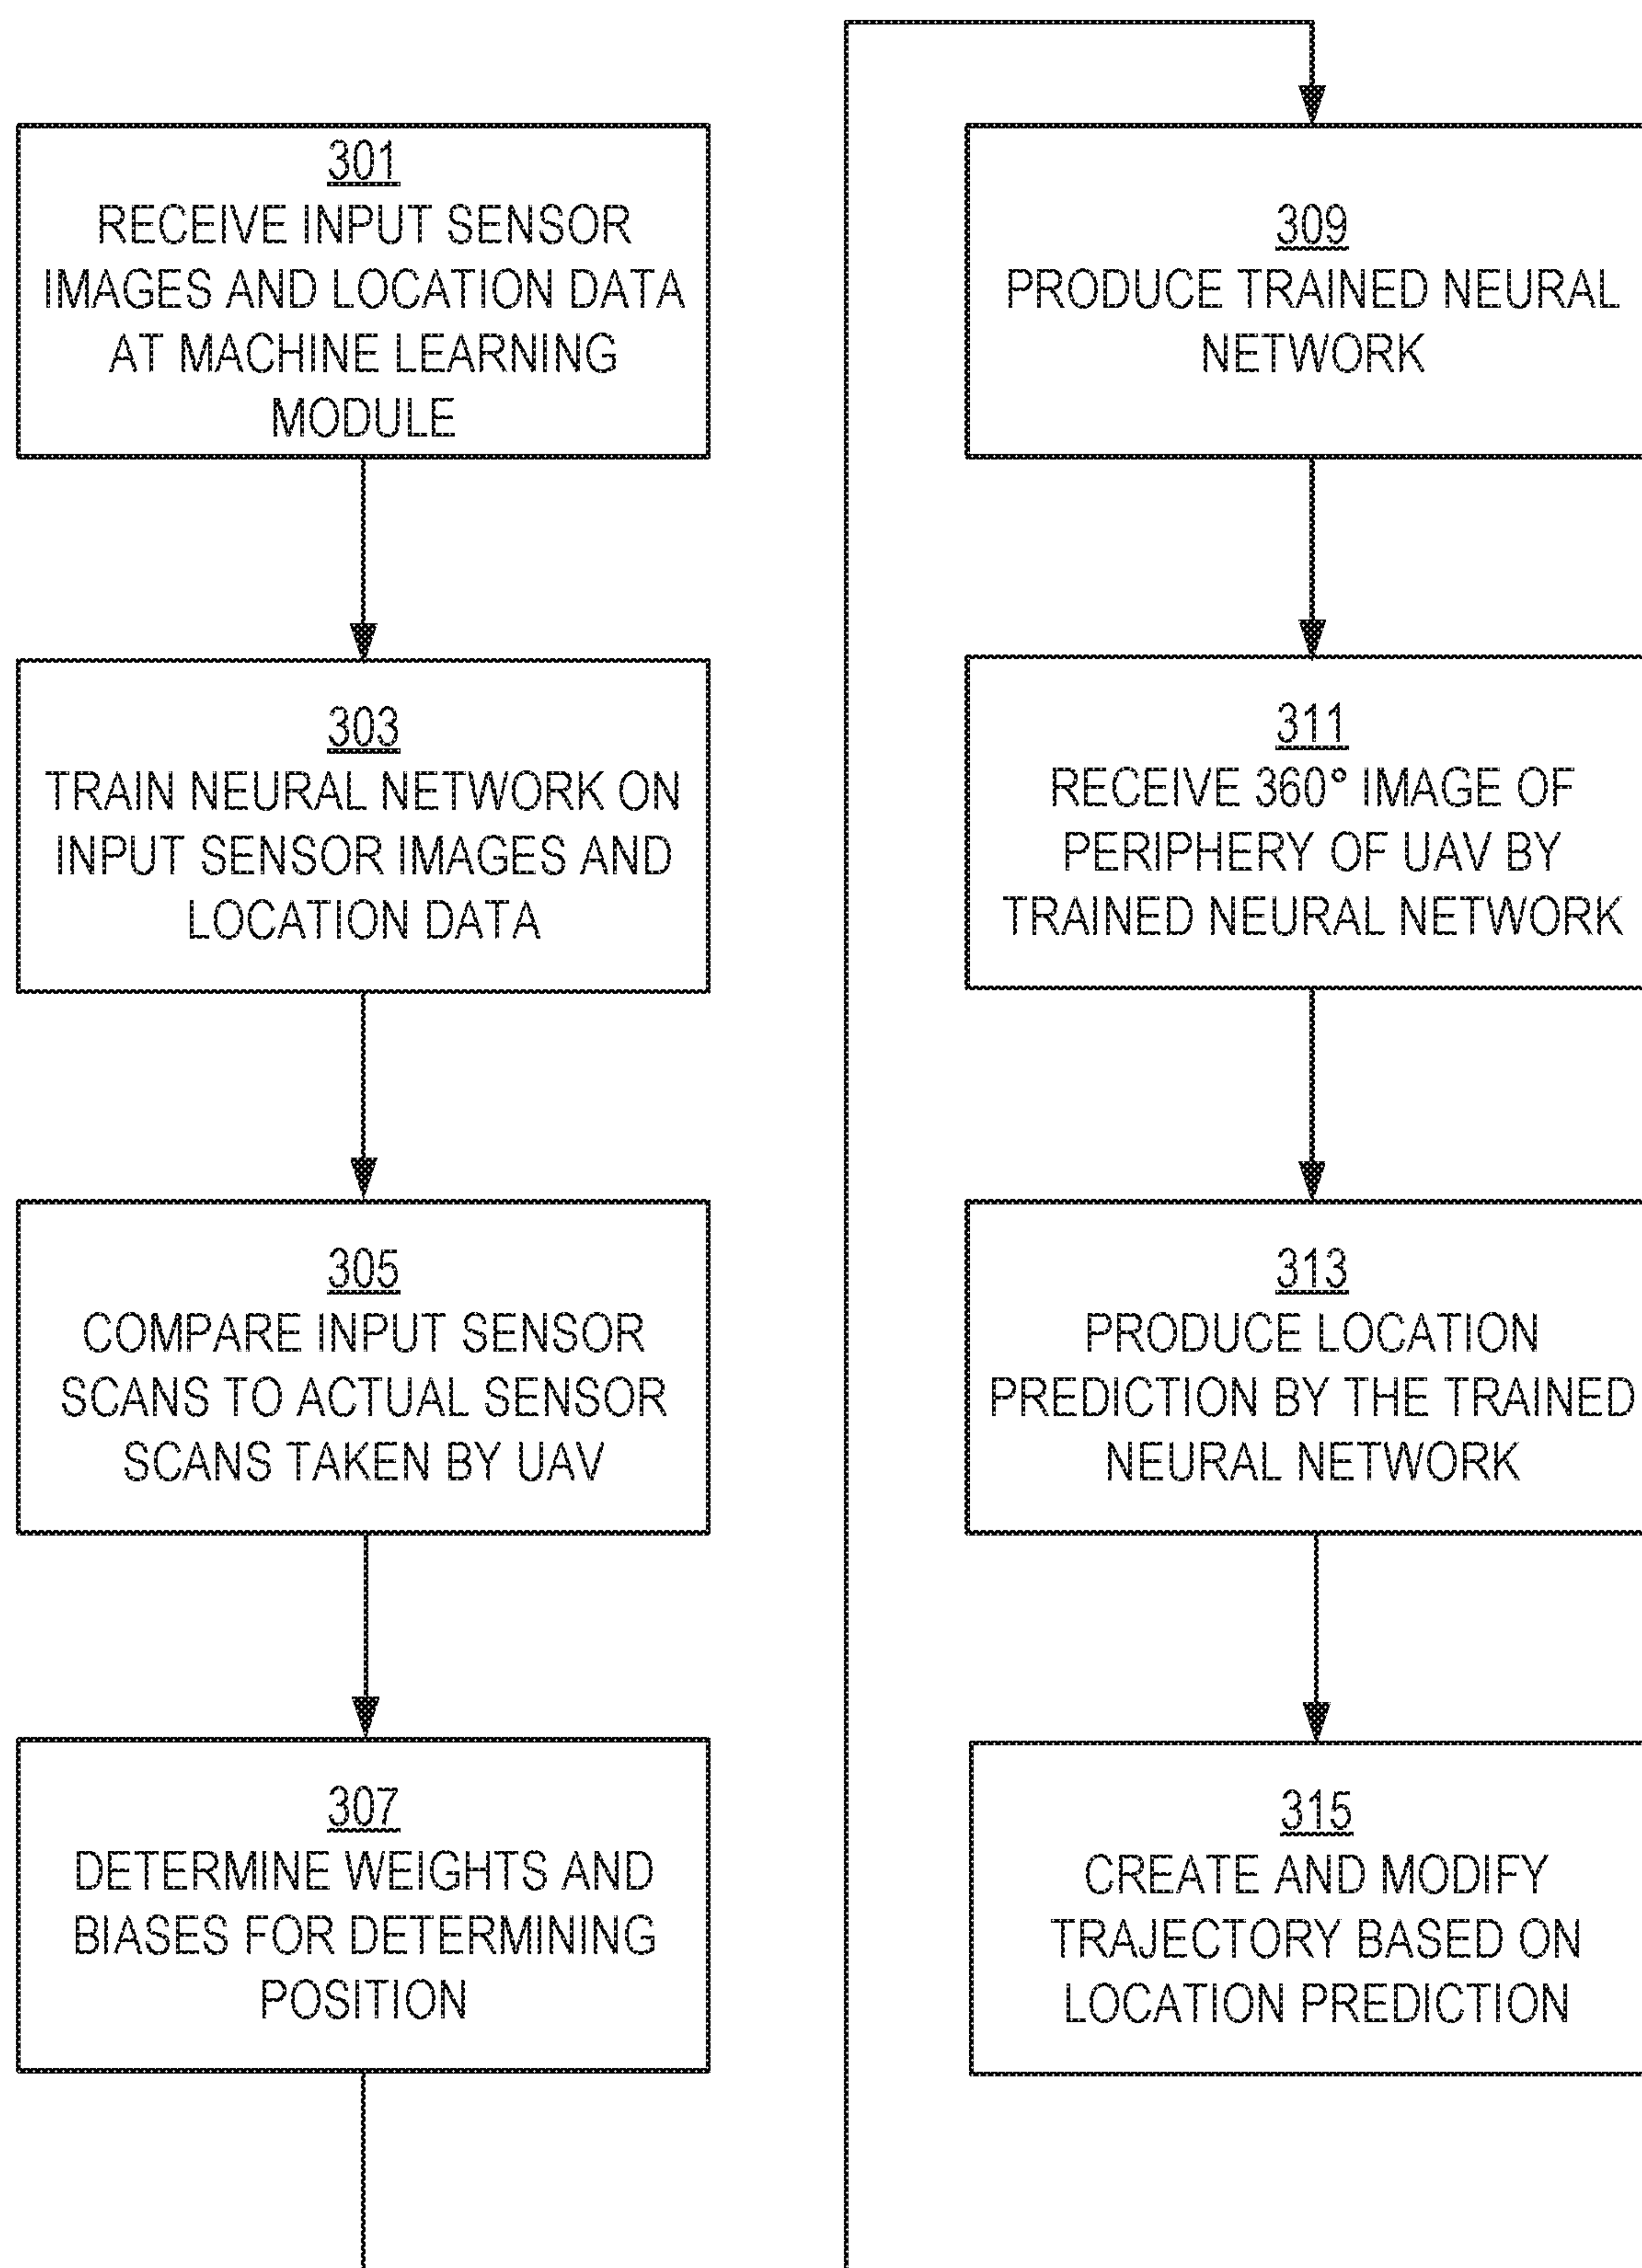 301
RECEIVE INPUT SENSOR
IMAGES AND LOCATION DATA
AT MACHINE LEARNING
MODULE
303
TRAIN NEURAL NETWORK ON
INPUT SENSOR IMAGES AND
LOCATION DATA
305
COMPARE INPUT SENSOR
SCANS TO ACTUAL SENSOR
SCANS TAKEN BY UAV
307
DETERMINE WEIGHTS AND
BIASES FOR DETERMINING
POSITION
309
PRODUCE TRAINED NEURAL
NETWORK
311
RECEIVE 360° IMAGE OF
PERIPHERY OF UAV BY
TRAINED NEURAL NETWORK
313
PRODUCE LOCATION
PREDICTION BY THE TRAINED
NEURAL NETWORK
315
CREATE AND MODIFY
TRAJECTORY BASED ON
LOCATION PREDICTION